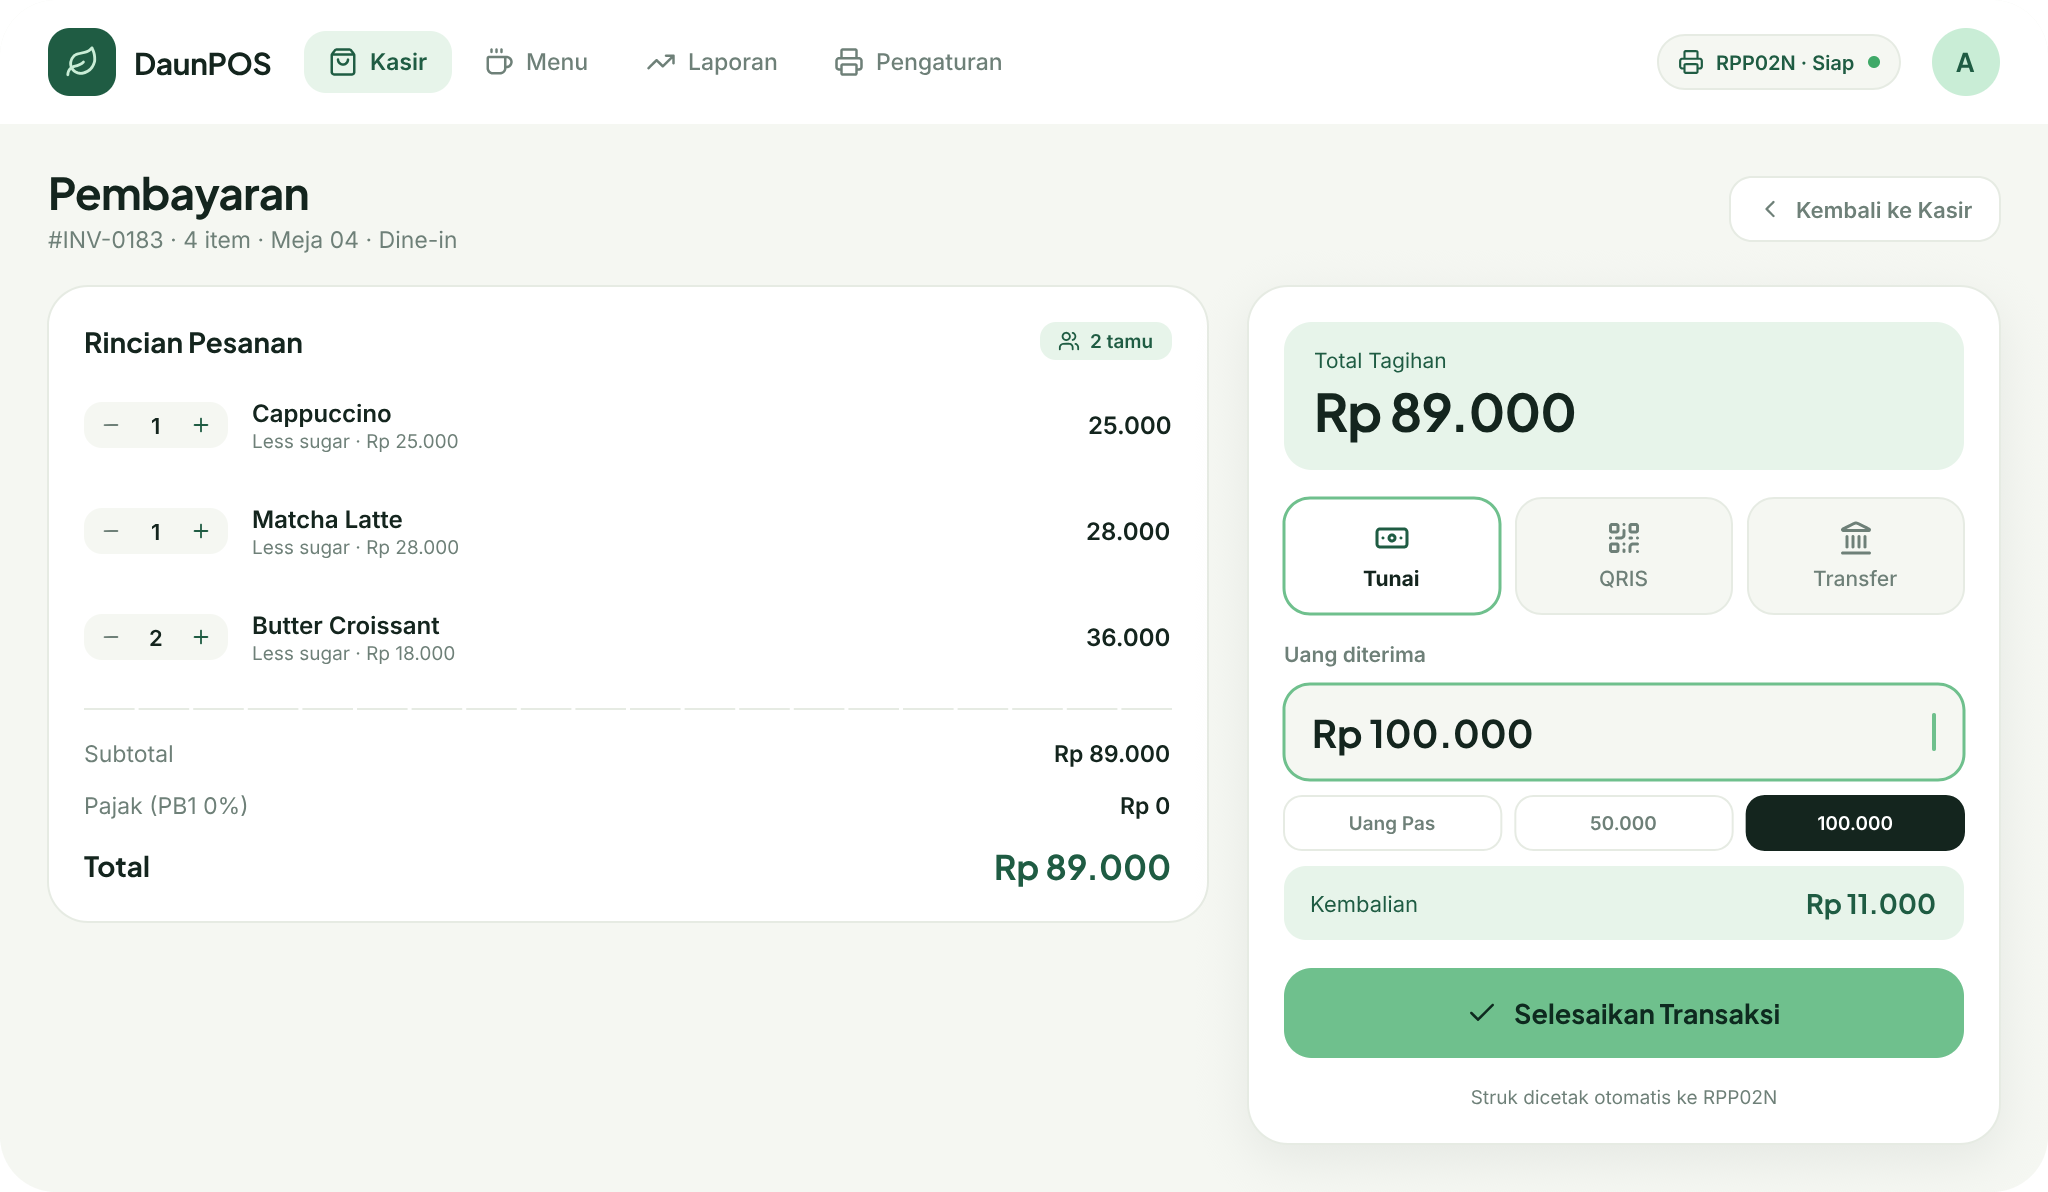 DaunPOS
Kasir
Menu
Laporan
Pengaturan
RPP02N · Siap
A
Pembayaran
#INV-0183 · 4 item · Meja 04 · Dine-in
Kembali ke Kasir
Rincian Pesanan
2 tamu
− 1 +
Cappuccino
Less sugar · Rp 25.000
25.000
− 1 +
Matcha Latte
Less sugar · Rp 28.000
28.000
− 2 +
Butter Croissant
Less sugar · Rp 18.000
36.000
Subtotal
Rp 89.000
Pajak (PB1 0%)
Rp 0
Total
Rp 89.000
Total Tagihan
Rp 89.000
Tunai
QRIS
Transfer
Uang diterima
Rp 100.000
Uang Pas
50.000
100.000
Kembalian
Rp 11.000
Selesaikan Transaksi
Struk dicetak otomatis ke RPP02N